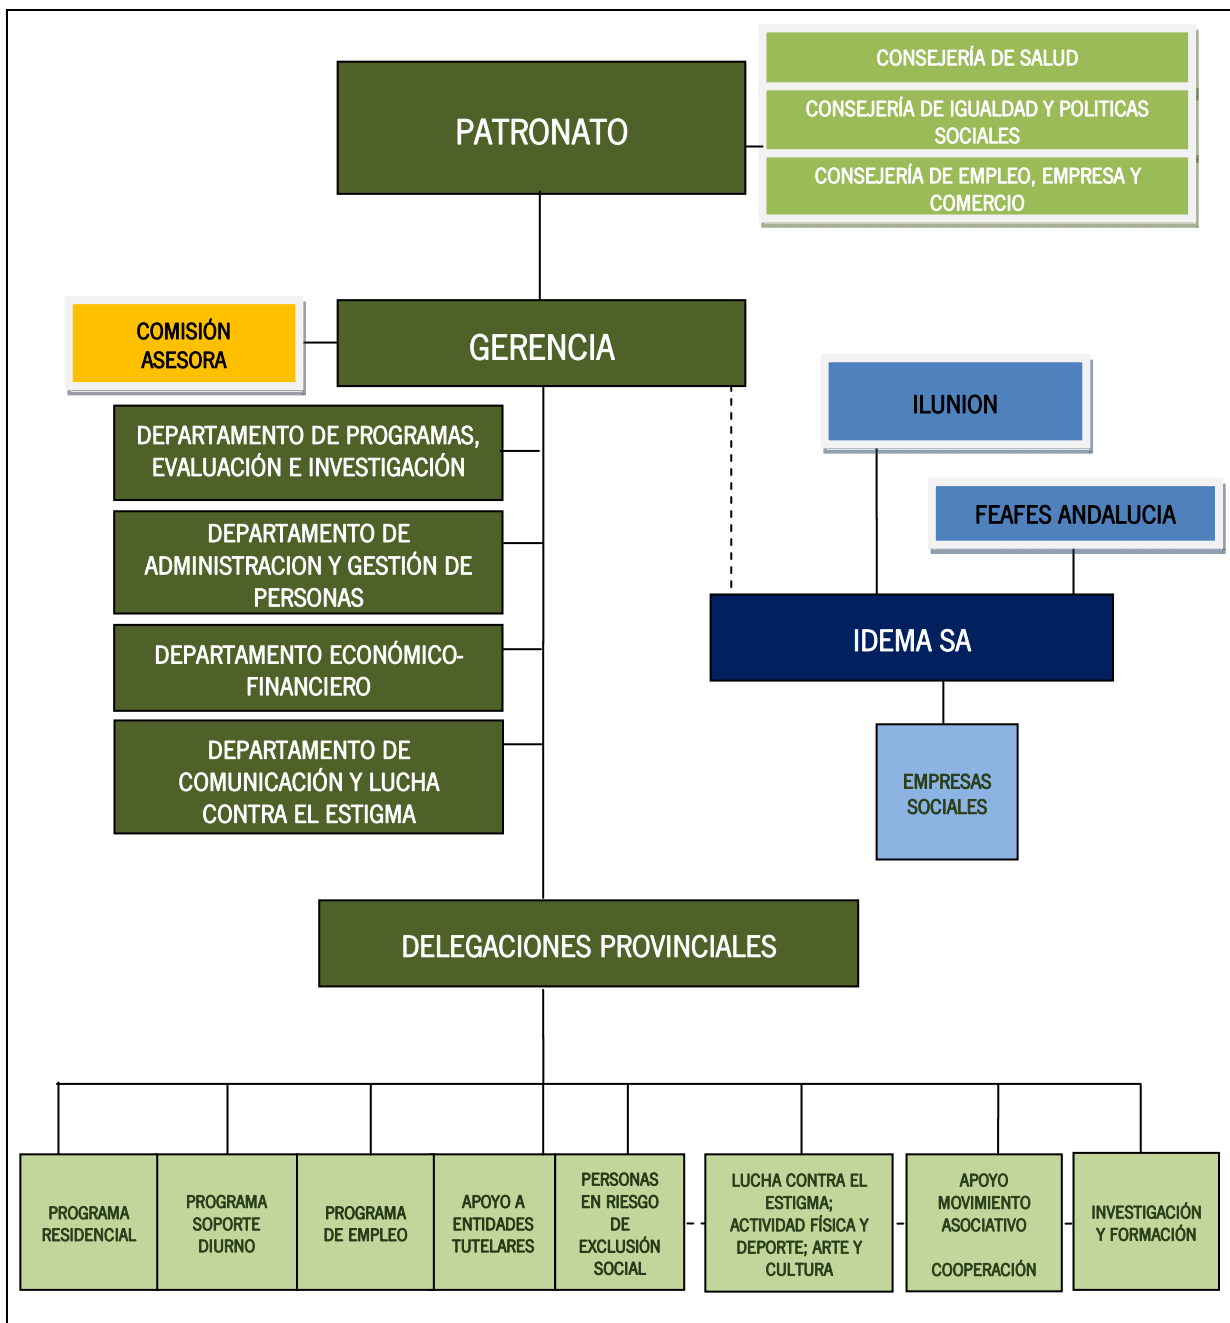 PATRONATO
CONSEJERÍA DE SALUD
CONSEJERÍA DE IGUALDAD Y POLITICAS
SOCIALES
CONSEJERÍA DE EMPLEO, EMPRESA Y
COMERCIO
COMISIÓN
ASESORA
GERENCIA
ILUNION
DEPARTAMENTO DE PROGRAMAS,
EVALUACIÓN E INVESTIGACIÓN
FEAFES ANDALUCIA
DEPARTAMENTO DE
ADMINISTRACION Y GESTIÓN DE
PERSONAS
IDEMA SA
DEPARTAMENTO ECONÓMICO-
FINANCIERO
DEPARTAMENTO DE
COMUNICACIÓN Y LUCHA
CONTRA EL ESTIGMA
EMPRESAS
SOCIALES
DELEGACIONES PROVINCIALES
PROGRAMA
RESIDENCIAL
PROGRAMA
SOPORTE
DIURNO
PROGRAMA
DE EMPLEO
APOYO A
ENTIDADES
TUTELARES
PERSONAS
EN RIESGO
DE
EXCLUSIÓN
SOCIAL
LUCHA CONTRA EL
ESTIGMA;
ACTIVIDAD FÍSICA Y
DEPORTE; ARTE Y
CULTURA
APOYO
MOVIMIENTO
ASOCIATIVO
COOPERACIÓN
INVESTIGACIÓN
Y FORMACIÓN